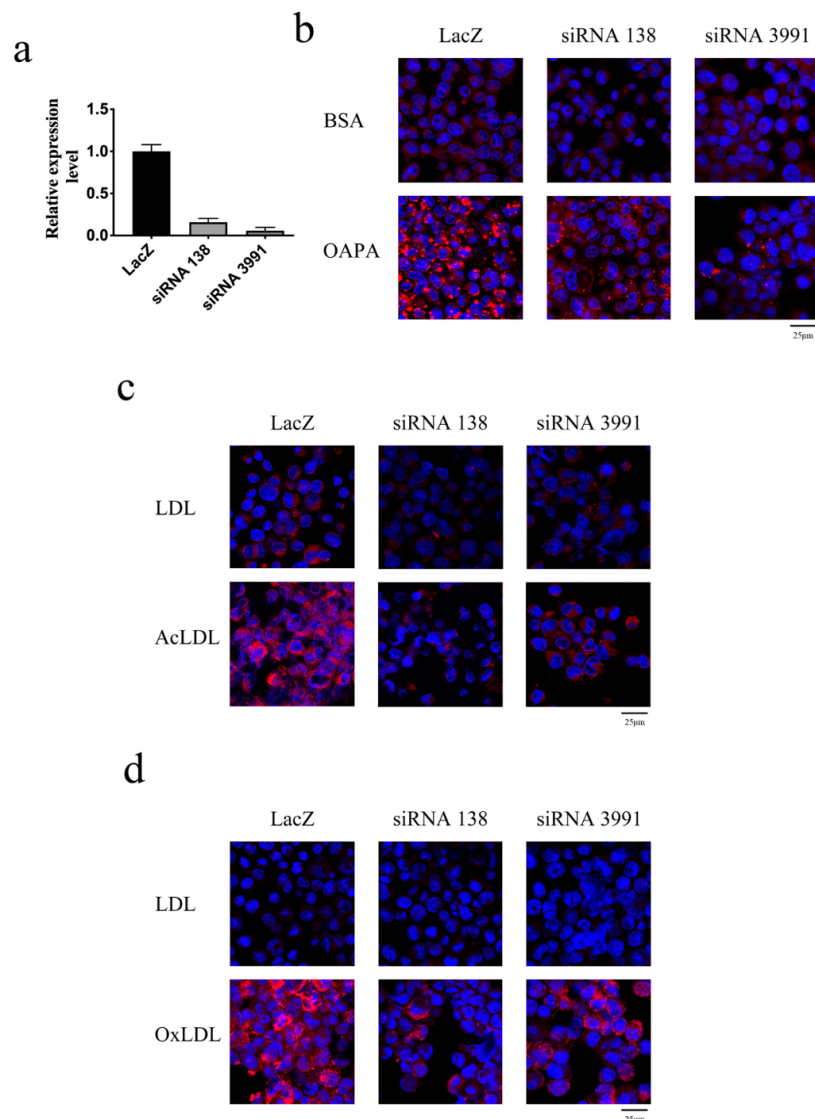 a
Relative expression
level
1.5
1.0
0.5
0.0
LacZ
siRNA 138
siRNA 3991
b
LacZ siRNA 138 siRNA 3991
BSA
OAPA
25μm
c
LacZ siRNA 138 siRNA 3991
LDL
AcLDL
25μm
d
LacZ siRNA 138 siRNA 3991
LDL
OxLDL
25μm